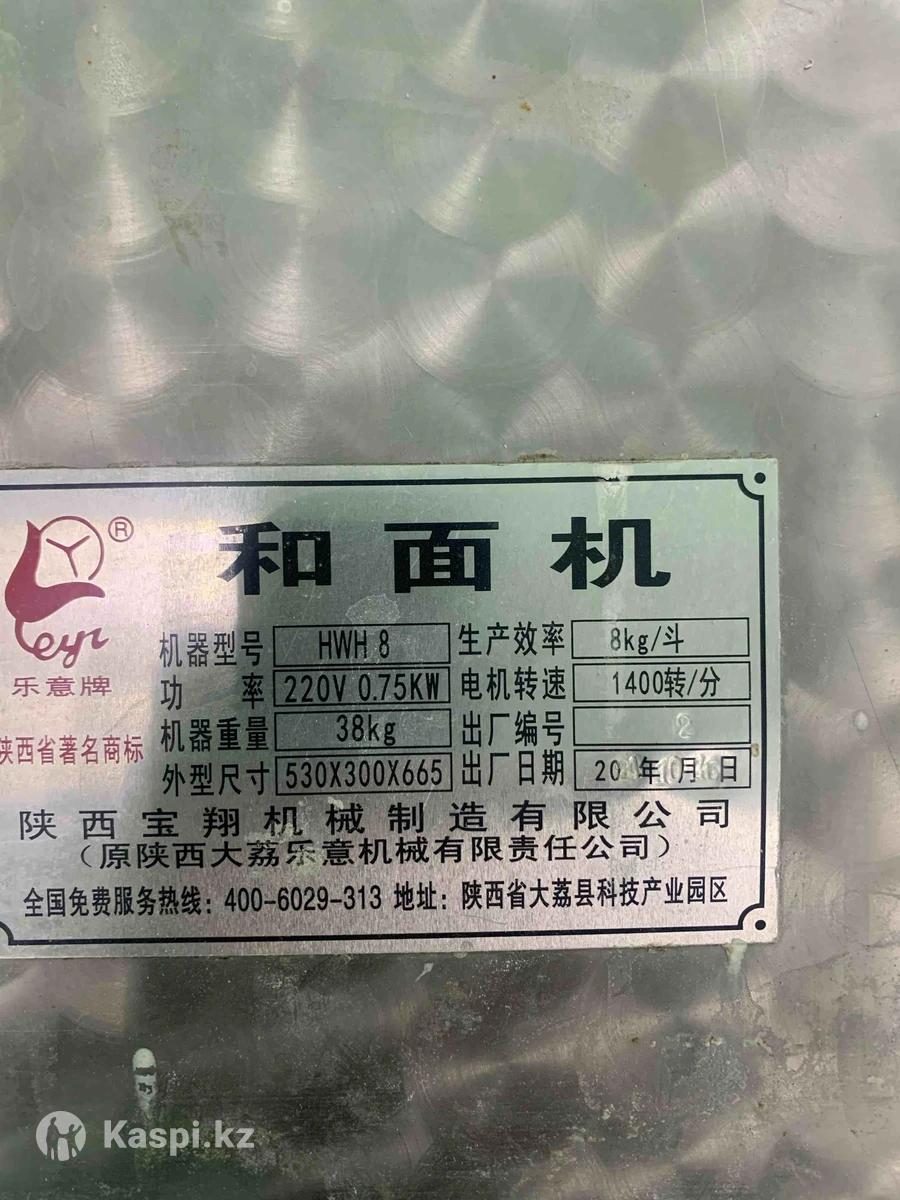 和面机
®
Leyi
乐意牌
陕西省著名商标
机器型号 HWH 8 生产效率 8kg/斗
功率 220V 0.75KW 电机转速 1400转/分
机器重量 38kg 出厂编号 2
外型尺寸 530X300X665 出厂日期 20 年 月 日
陕西宝翔机械制造有限公司
（原陕西大荔乐意机械有限责任公司）
全国免费服务热线：400-6029-313 地址：陕西省大荔县科技产业园区
Kaspi.kz